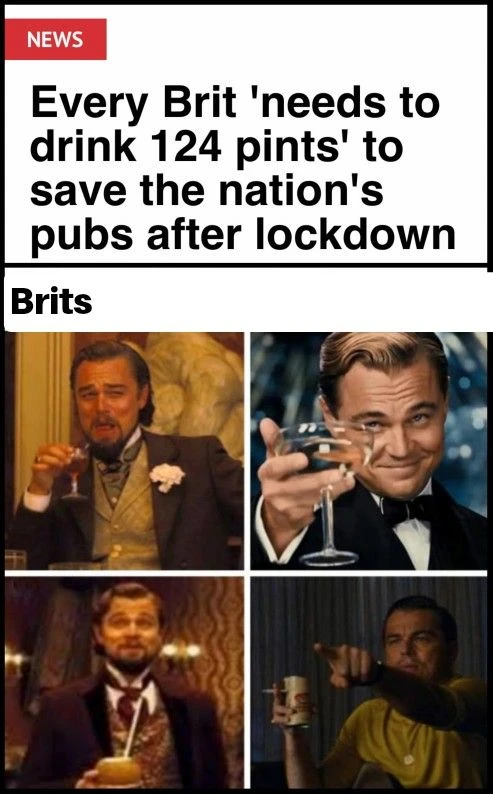 NEWS
Every Brit 'needs to
drink 124 pints' to
save the nation's
pubs after lockdown
Brits